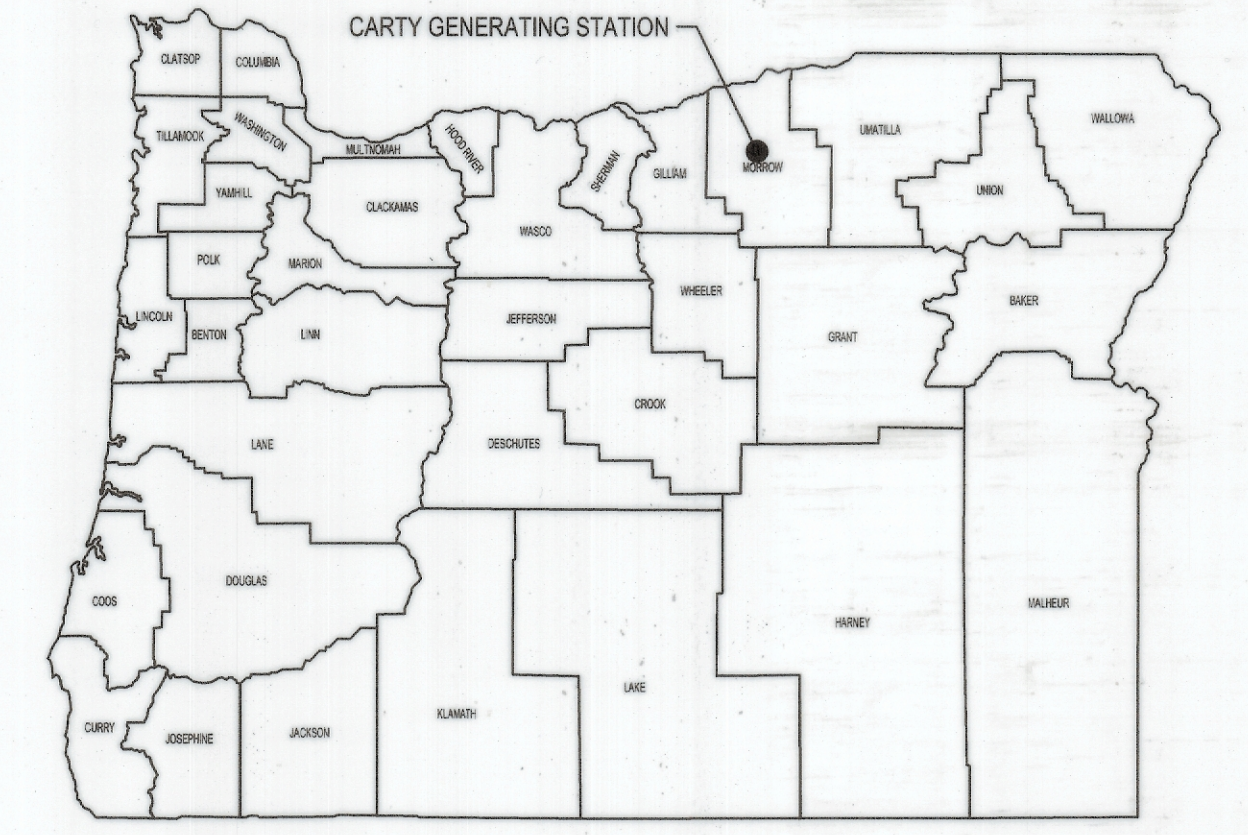 CARTY GENERATING STATION
CLATSOP
COLUMBIA
TILLAMOOK
WASHINGTON
MULTNOMAH
HOOD RIVER
SHERMAN
GILLIAM
MORROW
UMATILLA
UNION
WALLOWA
YAMHILL
CLACKAMAS
WASCO
POLK
MARION
WHEELER
BAKER
LINCOLN
BENTON
LINN
JEFFERSON
GRANT
LANE
DESCHUTES
CROOK
COOS
DOUGLAS
HARNEY
MALHEUR
CURRY
JOSEPHINE
JACKSON
KLAMATH
LAKE